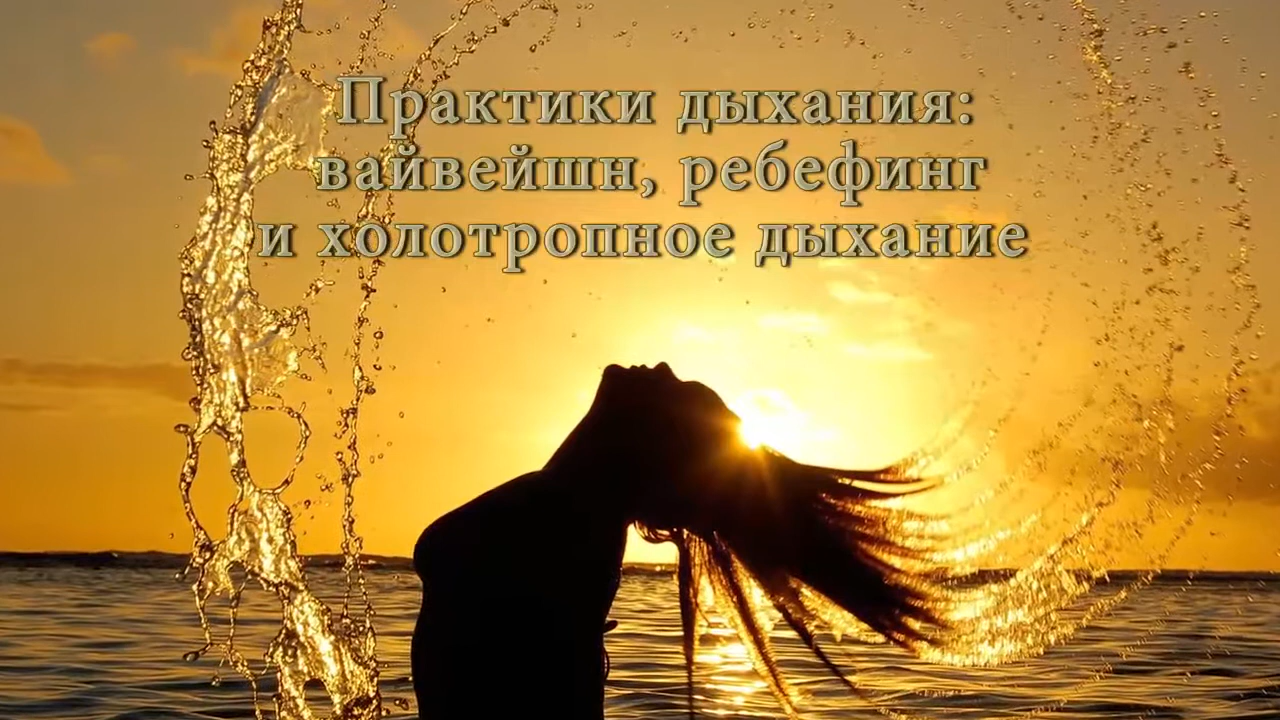 Практики дыхания:
вайвейшн, ребефинг
и холотропное дыхание